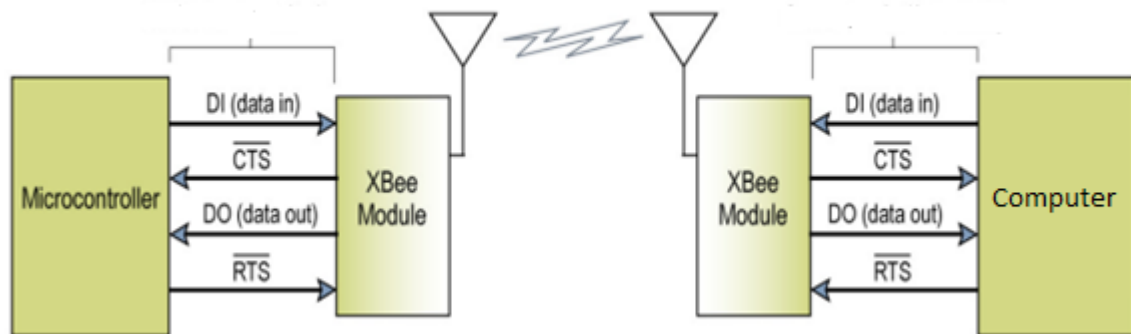 Microcontroller
DI (data in)
CTS
DO (data out)
RTS
XBee
Module
XBee
Module
DI (data in)
CTS
DO (data out)
RTS
Computer